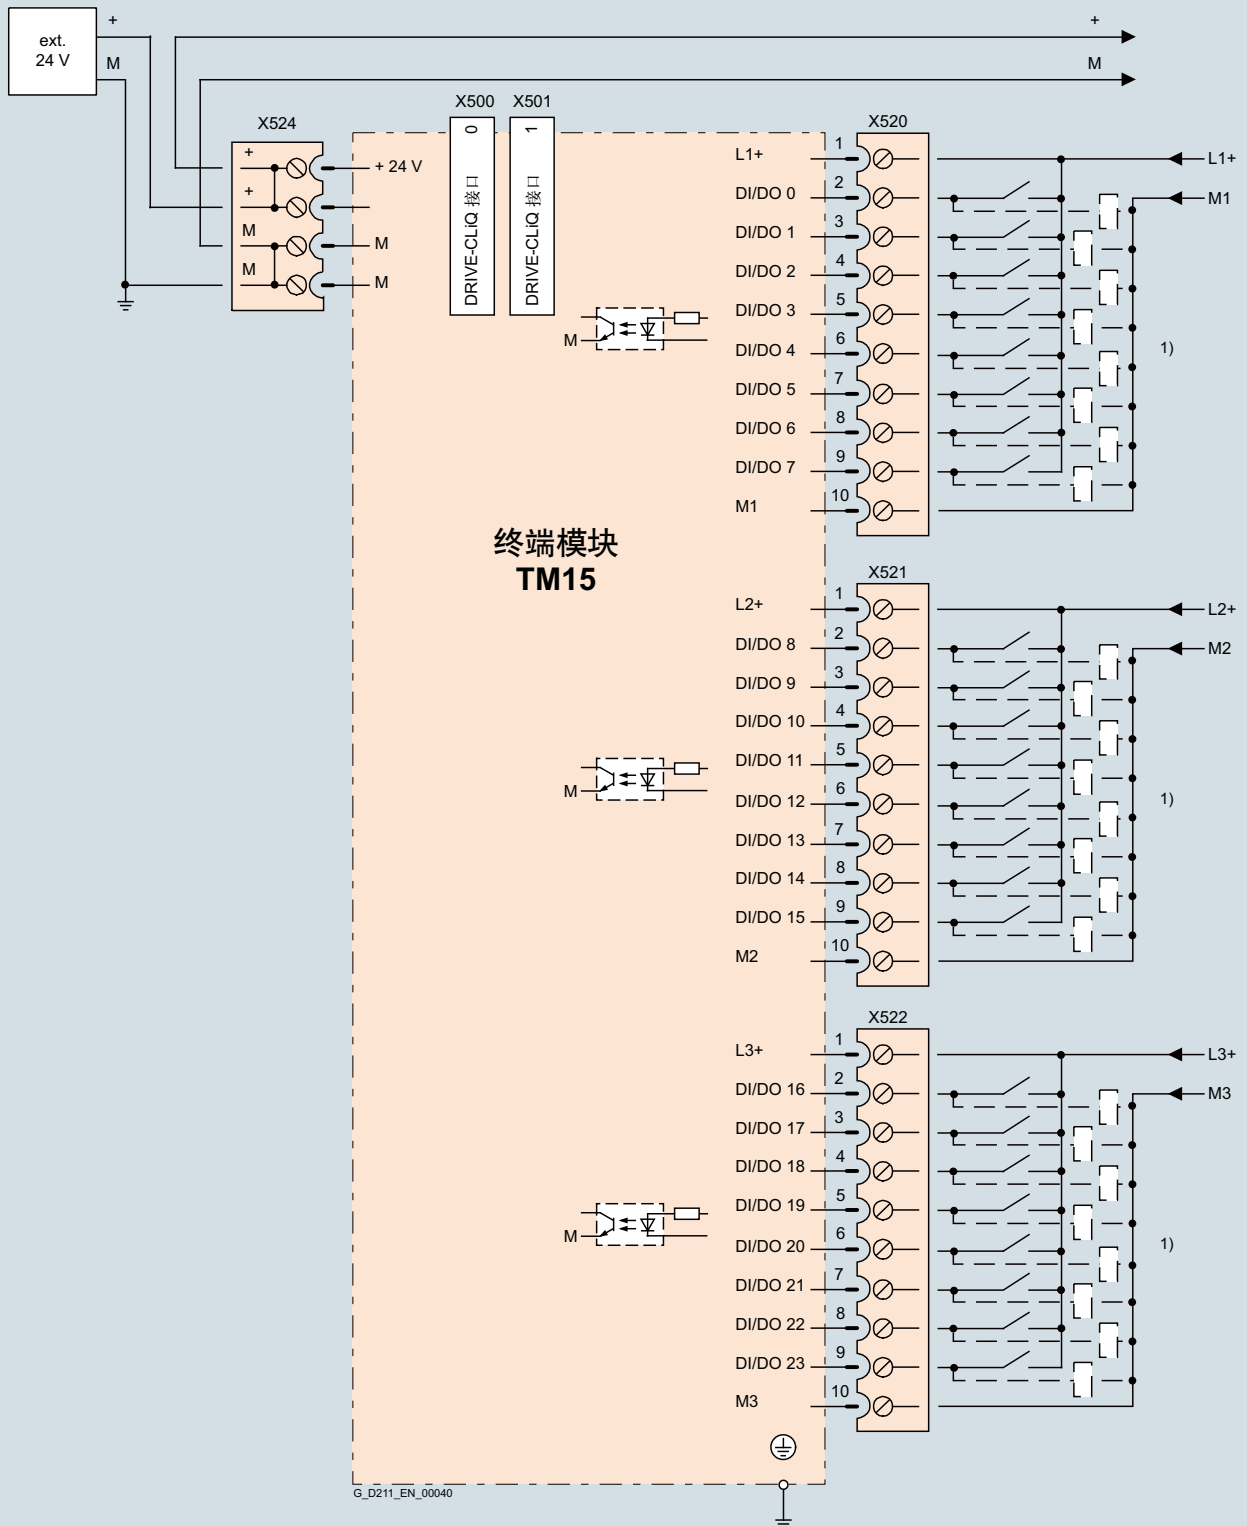 ext.
24 V
+
M
+
M
X524
+
+
M
M
+ 24 V
M
M
X500
0
DRIVE-CLiQ 接口
X501
1
DRIVE-CLiQ 接口
终端模块
TM15
M
M
M
X520
L1+ 1
DI/DO 0 2
DI/DO 1 3
DI/DO 2 4
DI/DO 3 5
DI/DO 4 6
DI/DO 5 7
DI/DO 6 8
DI/DO 7 9
M1 10
L1+
M1
1)
X521
L2+ 1
DI/DO 8 2
DI/DO 9 3
DI/DO 10 4
DI/DO 11 5
DI/DO 12 6
DI/DO 13 7
DI/DO 14 8
DI/DO 15 9
M2 10
L2+
M2
1)
X522
L3+ 1
DI/DO 16 2
DI/DO 17 3
DI/DO 18 4
DI/DO 19 5
DI/DO 20 6
DI/DO 21 7
DI/DO 22 8
DI/DO 23 9
M3 10
L3+
M3
1)
G_D211_EN_00040